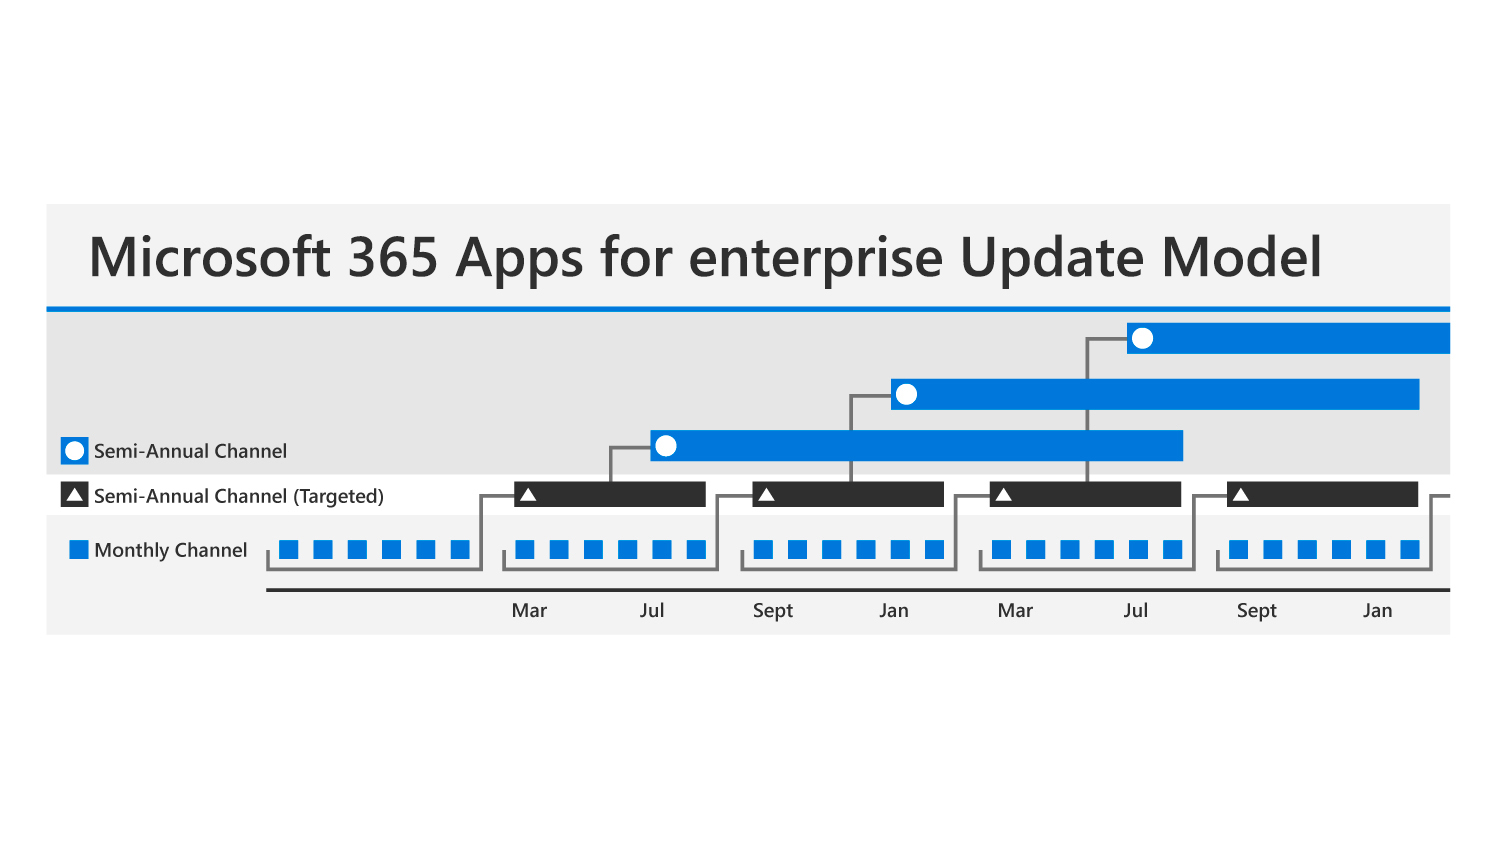 Microsoft 365 Apps for enterprise Update Model
Semi-Annual Channel
Semi-Annual Channel (Targeted)
Monthly Channel
Mar Jul Sept Jan Mar Jul Sept Jan